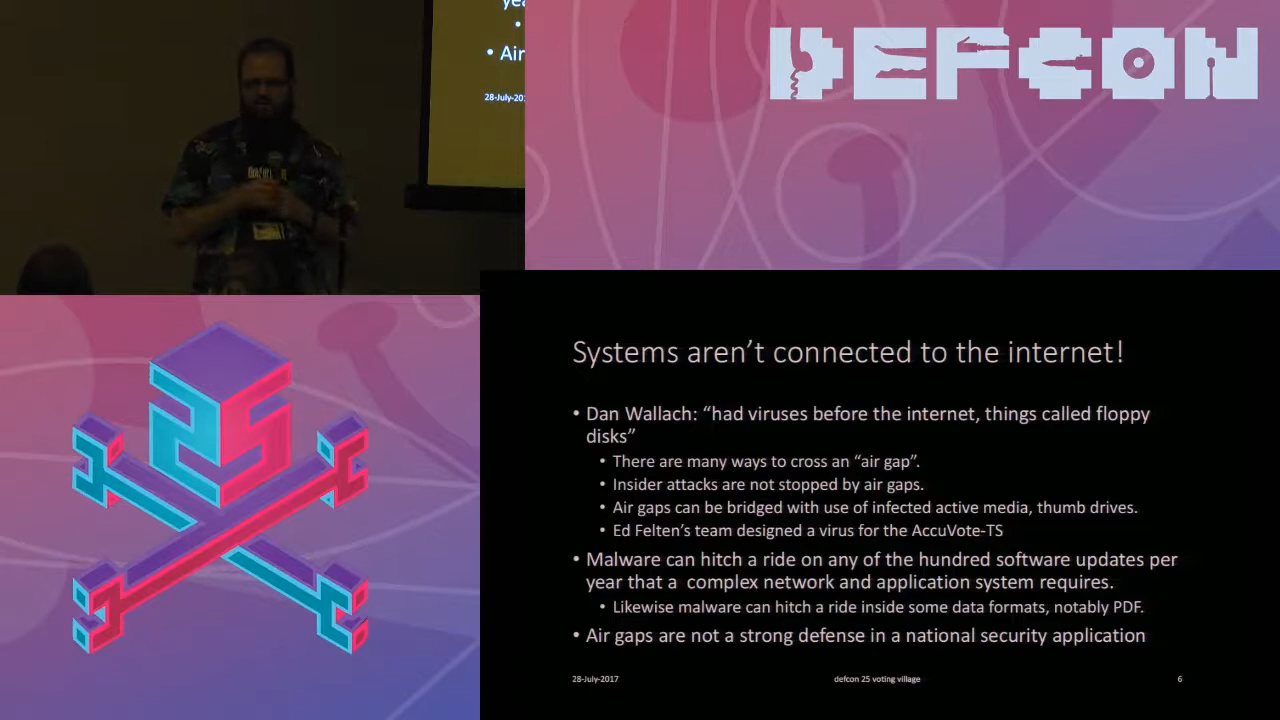 yea
•
• Air
28-July-201
DEFCON
Systems aren't connected to the internet!
• Dan Wallach: “had viruses before the internet, things called floppy
disks”
• There are many ways to cross an “air gap”.
• Insider attacks are not stopped by air gaps.
• Air gaps can be bridged with use of infected active media, thumb drives.
• Ed Felten's team designed a virus for the AccuVote-TS
• Malware can hitch a ride on any of the hundred software updates per
year that a  complex network and application system requires.
• Likewise malware can hitch a ride inside some data formats, notably PDF.
• Air gaps are not a strong defense in a national security application
28-July-2017
defcon 25 voting village
6
25